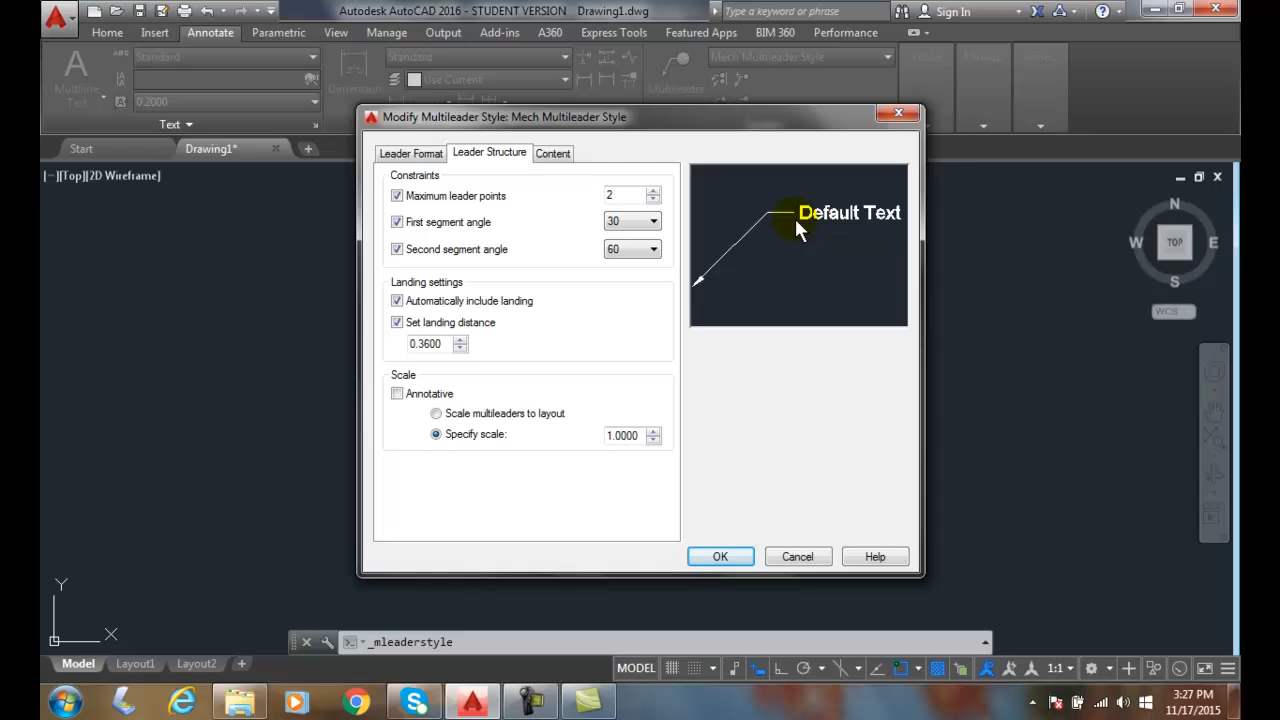 Autodesk AutoCAD 2016 - STUDENT VERSION Drawing1.dwg
Type a keyword or phrase
Sign In
Home Insert Annotate Parametric View Manage Output Add-ins A360 Express Tools Featured Apps BIM 360 Performance
Standard
Standard
Mech Multileader Style
Multiline
Text
Use Current
Dimension
Multileader
0.2000
Text
Modify Multileader Style: Mech Multileader Style
Start
Drawing1*
[−][Top][2D Wireframe]
Leader Format
Leader Structure
Content
Constraints
Maximum leader points
2
First segment angle
30
Second segment angle
60
Landing settings
Automatically include landing
Set landing distance
0.3600
Scale
Annotative
Scale multileaders to layout
Specify scale:
1.0000
Default Text
OK
Cancel
Help
N
W
TOP
E
S
WCS
Y
X
_mleaderstyle
Model
Layout1
Layout2
MODEL
1:1
3:27 PM
11/17/2015